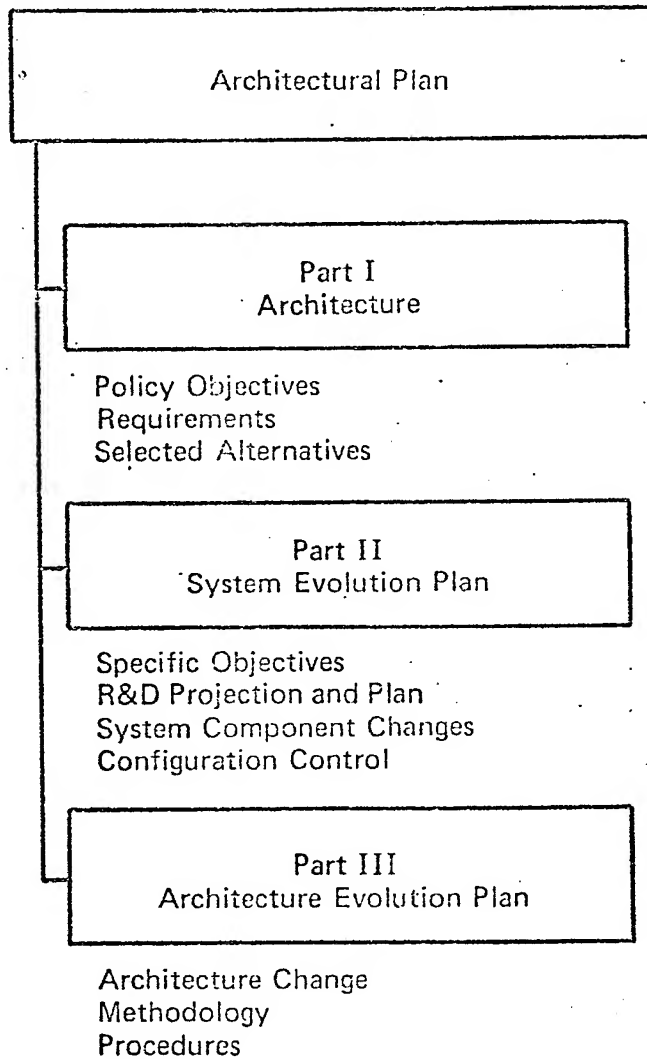 Architectural Plan
Part I
Architecture
Policy Objectives
Requirements
Selected Alternatives
Part II
System Evolution Plan
Specific Objectives
R&D Projection and Plan
System Component Changes
Configuration Control
Part III
Architecture Evolution Plan
Architecture Change
Methodology
Procedures